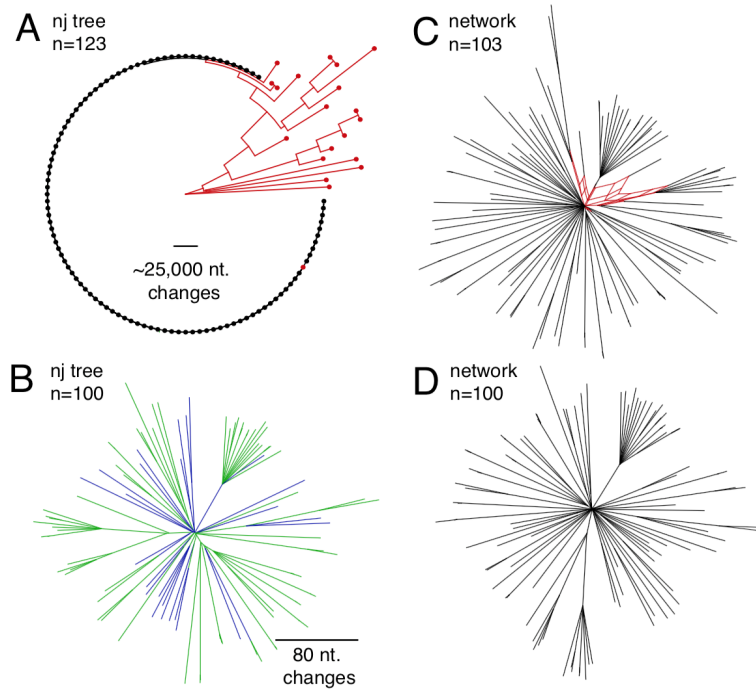 A
nj tree
n=123
~25,000 nt.
changes
B
nj tree
n=100
80 nt.
changes
C
network
n=103
D
network
n=100